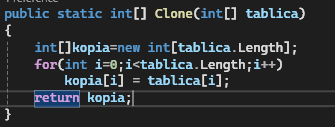 public static int[] Clone(int[] tablica)
{
int[]kopia=new int[tablica.Length];
for(int i=0;i<tablica.Length;i++)
kopia[i] = tablica[i];
return kopia;
}